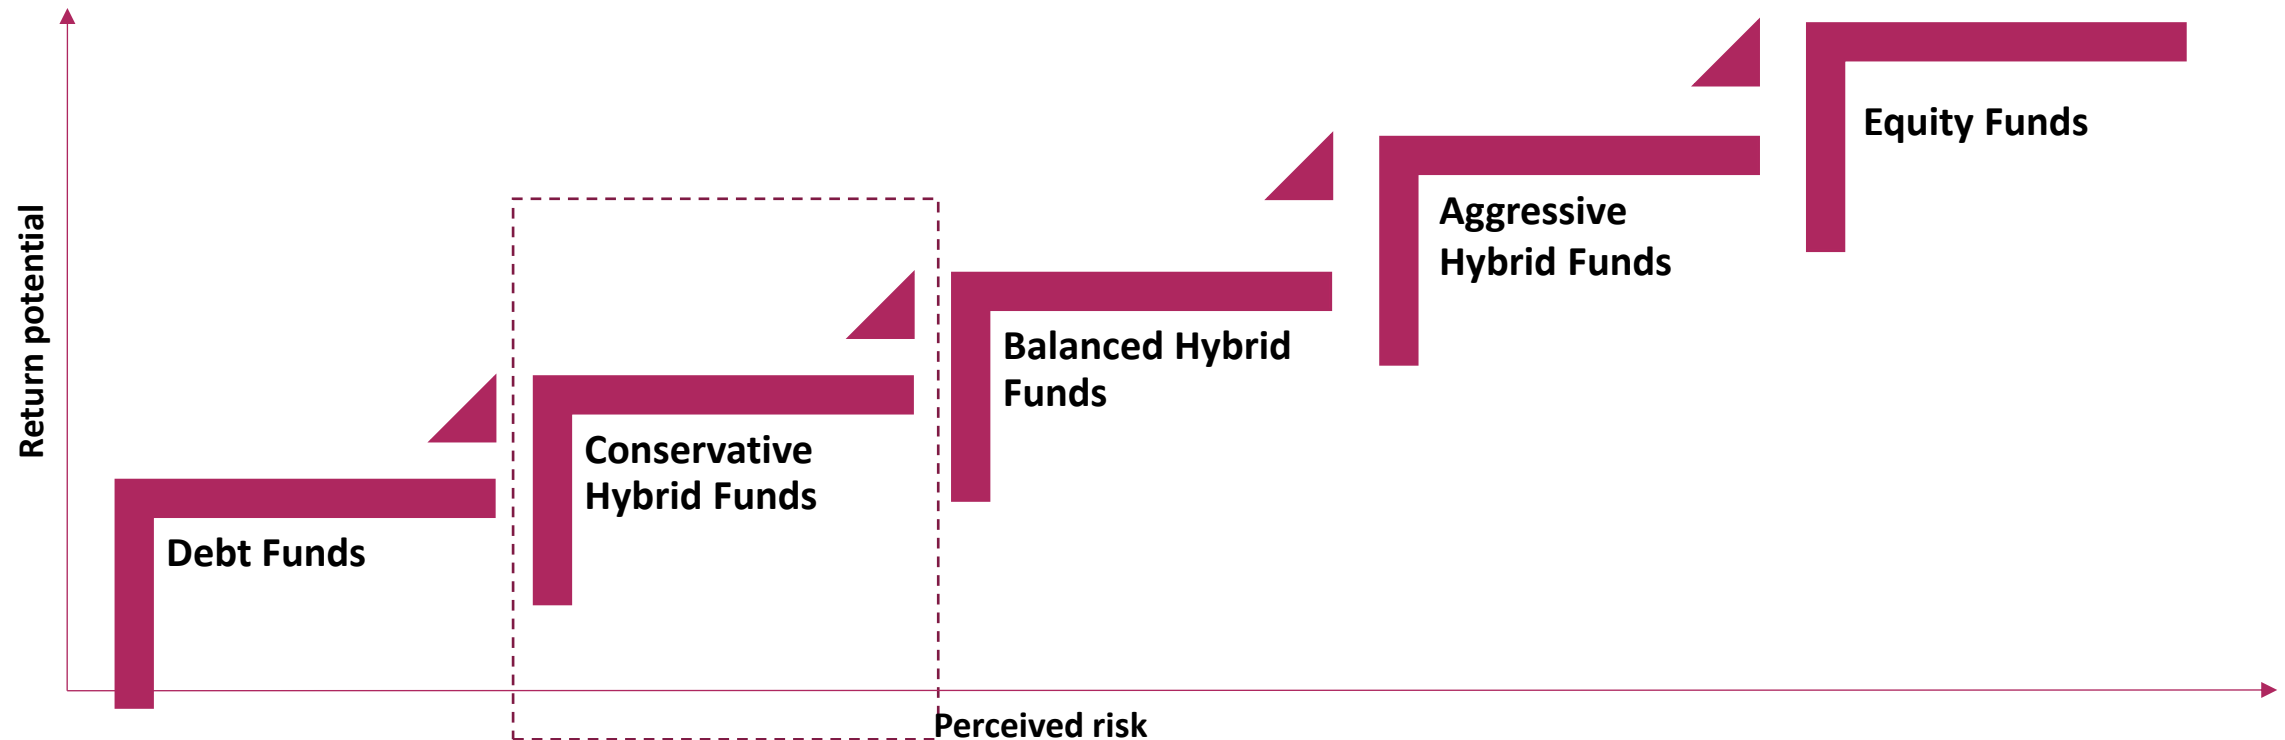 Return potential
Debt Funds
Conservative
Hybrid Funds
Balanced Hybrid
Funds
Aggressive
Hybrid Funds
Equity Funds
Perceived risk